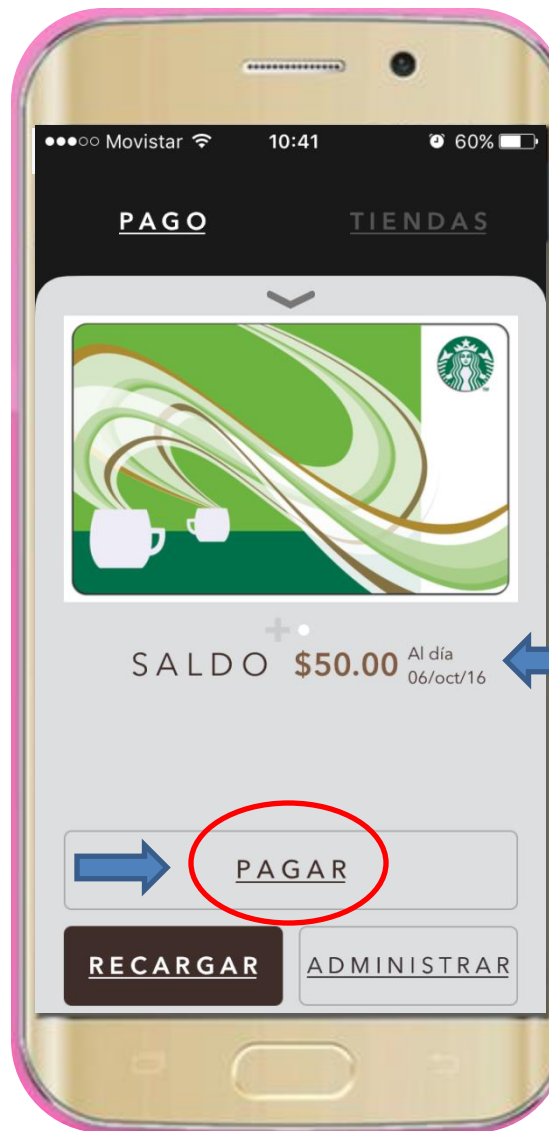 ●●●○○ Movistar 10:41 60%
PAGO TIENDAS
SALDO $50.00 Al día
06/oct/16
PAGAR
RECARGAR ADMINISTRAR